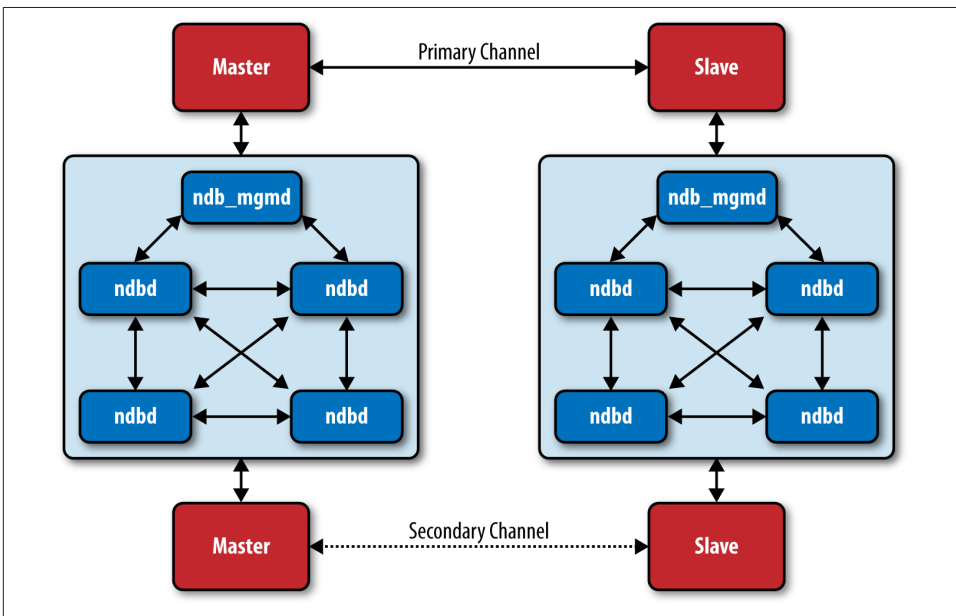 Master
Primary Channel
Slave
ndb_mgmd
ndb_mgmd
ndbd
ndbd
ndbd
ndbd
ndbd
ndbd
ndbd
ndbd
Master
Secondary Channel
Slave